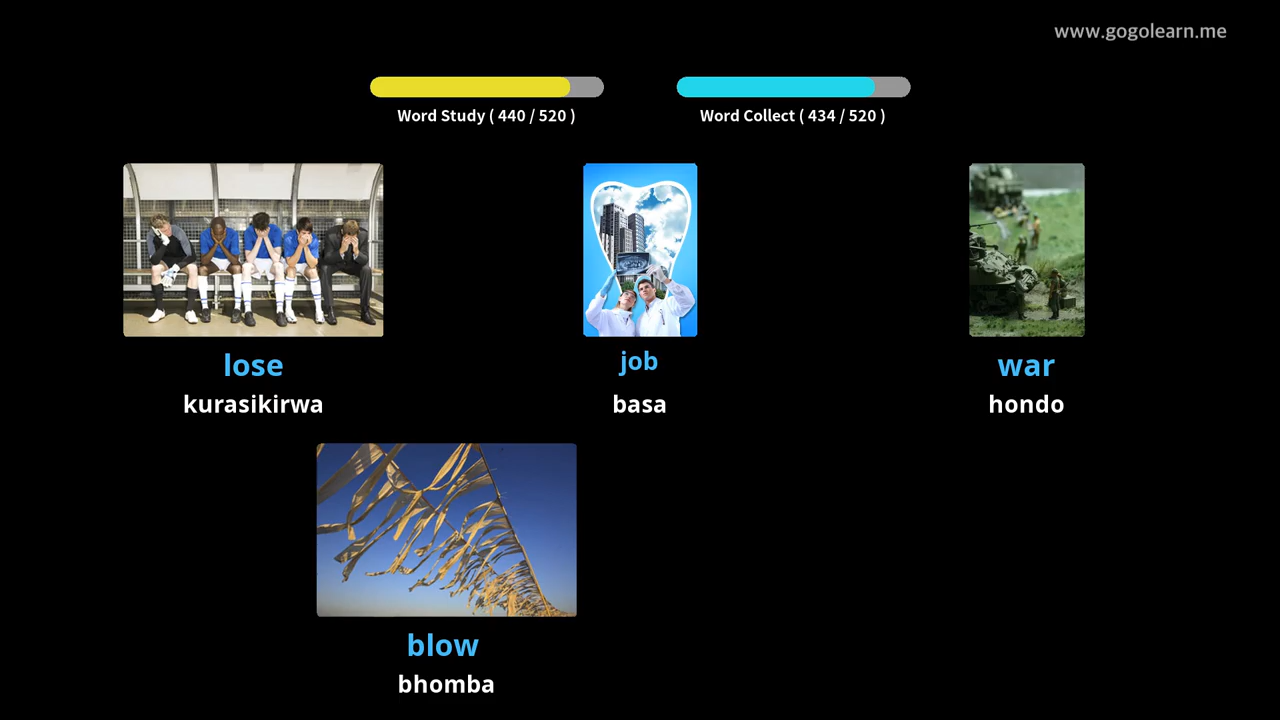 www.gogolearn.me
Word Study ( 440 / 520 )
Word Collect ( 434 / 520 )
lose
kurasikirwa
job
basa
war
hondo
blow
bhomba